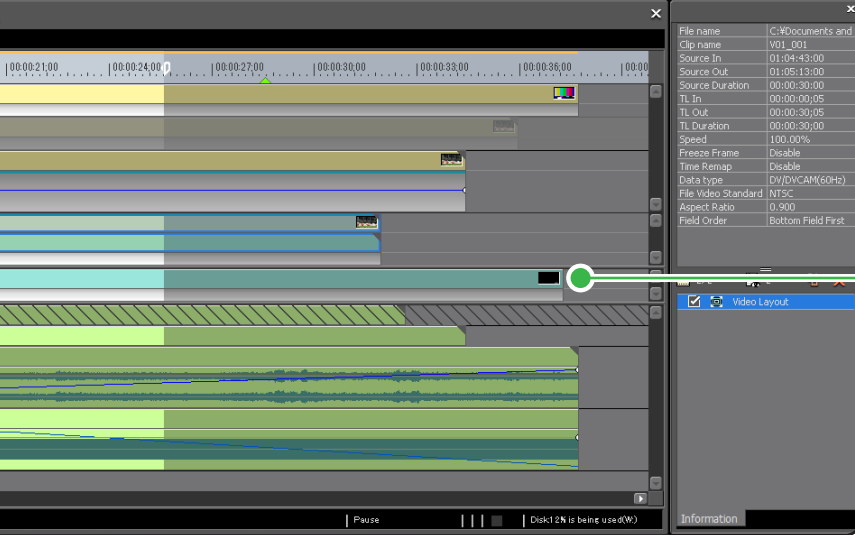 00:00:21;00 00:00:24;00 00:00:27;00 00:00:30;00 00:00:33;00 00:00:36;00 00:00
File name C:¥Documents and
Clip name V01_001
Source In 01:04:43:00
Source Out 01:05:13:00
Source Duration 00:00:30:00
TL In 00:00:00;05
TL Out 00:00:30;05
TL Duration 00:00:30;00
Speed 100.00%
Freeze Frame Disable
Time Remap Disable
Data type DV/DVCAM(60Hz)
File Video Standard NTSC
Aspect Ratio 0.900
Field Order Bottom Field First
Video Layout
Information
Pause Disk:12% is being used(W:)